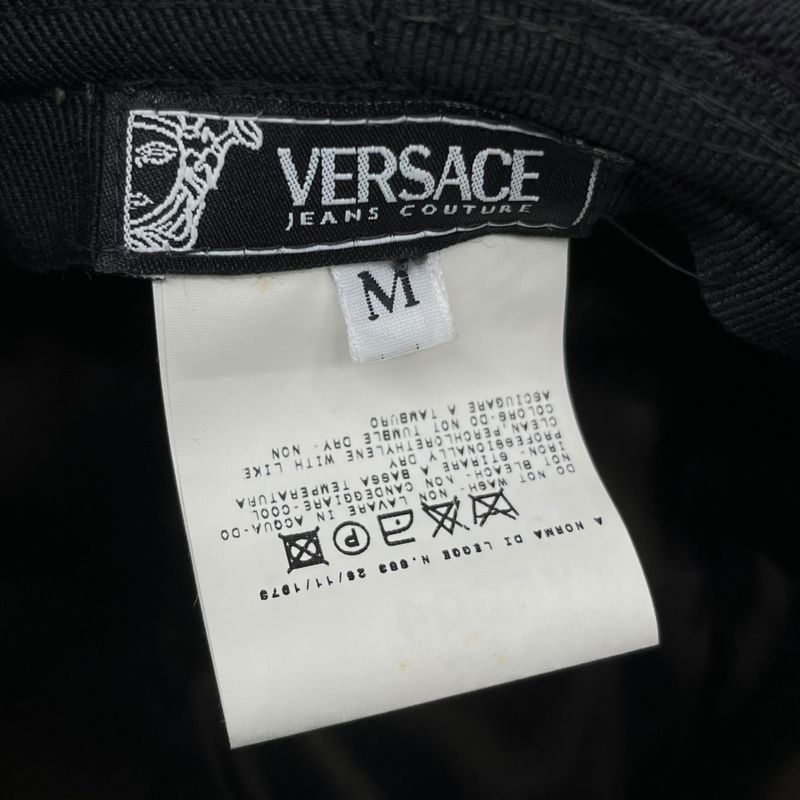 VERSACE
JEANS COUTURE
M
A NORMA DI LEGGE N.883 26/11/1973
P
DO NOT WASH- NON LAVARE IN ACQUA-DO
NOT BLEACH- NON CANDEGGIARE-COOL
IRON- STIRARE A BASSA TEMPERATURA
PROFESSIONALLY DRY
CLEAN, PERCHLORETHYLENE WITH LIKE
COLORS-DO NOT TUMBLE DRY- NON
ASCIUGARE A TAMBURO